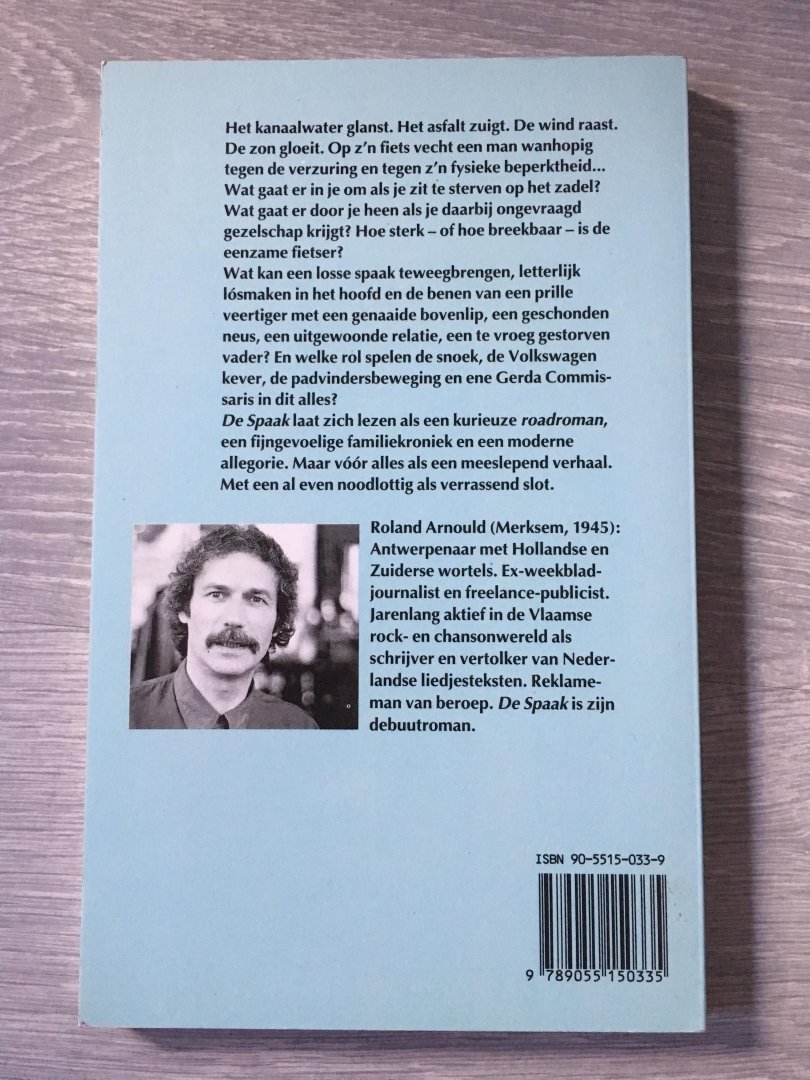 Het kanaalwater glanst. Het asfalt zuigt. De wind raast.
De zon gloeit. Op z'n fiets vecht een man wanhopig
tegen de verzuring en tegen z'n fysieke beperktheid...
Wat gaat er in je om als je zit te sterven op het zadel?
Wat gaat er door je heen als je daarbij ongevraagd
gezelschap krijgt? Hoe sterk – of hoe breekbaar – is de
eenzame fietser?
Wat kan een losse spaak teweegbrengen, letterlijk
lósmaken in het hoofd en de benen van een prille
veertiger met een genaaide bovenlip, een geschonden
neus, een uitgewoonde relatie, een te vroeg gestorven
vader? En welke rol spelen de snoek, de Volkswagen
kever, de padvindersbeweging en ene Gerda Commis-
saris in dit alles?
De Spaak laat zich lezen als een kurieuze roadroman,
een fijngevoelige familiekroniek en een moderne
allegorie. Maar vóór alles als een meeslepend verhaal.
Met een al even noodlottig als verrassend slot.
Roland Arnould (Merksem, 1945):
Antwerpenaar met Hollandse en
Zuiderse wortels. Ex-weekblad-
journalist en freelance-publicist.
Jarenlang aktief in de Vlaamse
rock- en chansonwereld als
schrijver en vertolker van Neder-
landse liedjesteksten. Reklame-
man van beroep. De Spaak is zijn
debuutroman.
ISBN 90-5515-033-9
9 789055 150335